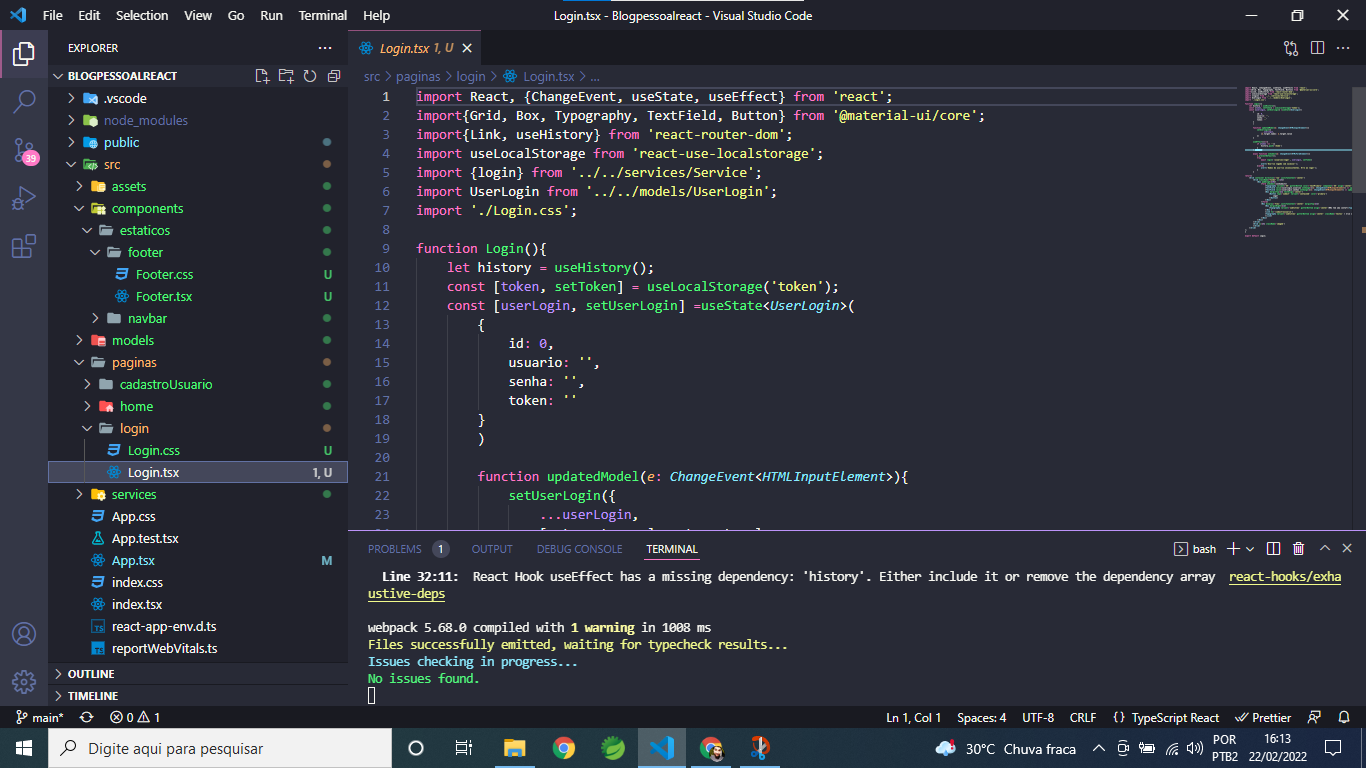 File Edit Selection View Go Run Terminal Help
Login.tsx - Blogpessoalreact - Visual Studio Code
EXPLORER
BLOGPESSOALREACT
.vscode
node_modules
public
src
assets
components
estaticos
footer
Footer.css U
Footer.tsx U
navbar
models
paginas
cadastroUsuario
home
login
Login.css U
Login.tsx 1, U
services
App.css
App.test.tsx
App.tsx M
index.css
index.tsx
react-app-env.d.ts
reportWebVitals.ts
OUTLINE
TIMELINE
39
Login.tsx 1, U
src > paginas > login > Login.tsx > ...
1 import React, {ChangeEvent, useState, useEffect} from 'react';
2 import{Grid, Box, Typography, TextField, Button} from '@material-ui/core';
3 import{Link, useHistory} from 'react-router-dom';
4 import useLocalStorage from 'react-use-localstorage';
5 import {login} from '../../services/Service';
6 import UserLogin from '../../models/UserLogin';
7 import './Login.css';
8
9 function Login(){
10 let history = useHistory();
11 const [token, setToken] = useLocalStorage('token');
12 const [userLogin, setUserLogin] =useState<UserLogin>(
13 {
14 id: 0,
15 usuario: '',
16 senha: '',
17 token: ''
18 }
19 )
20
21 function updatedModel(e: ChangeEvent<HTMLInputElement>){
22 setUserLogin({
23 ...userLogin,
PROBLEMS 1 OUTPUT DEBUG CONSOLE TERMINAL
bash
Line 32:11: React Hook useEffect has a missing dependency: 'history'. Either include it or remove the dependency array react-hooks/exha
ustive-deps
webpack 5.68.0 compiled with 1 warning in 1008 ms
Files successfully emitted, waiting for typecheck results...
Issues checking in progress...
No issues found.
main* 0 1
Ln 1, Col 1 Spaces: 4 UTF-8 CRLF {} TypeScript React Prettier
Digite aqui para pesquisar
30°C Chuva fraca
POR
PTB2
16:13
22/02/2022